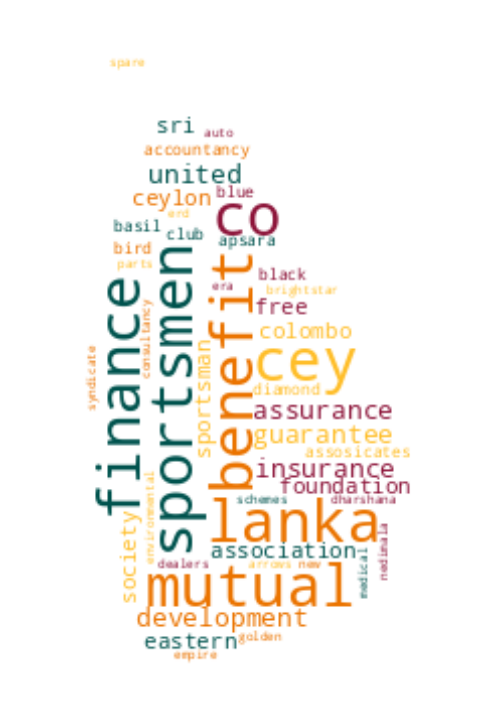 spare
sri
auto
accountancy
united
ceylon
blue
erd
co
basil
club
apsara
bird
parts
sportsmen
benefit
black
era
brightstar
finance
free
consultancy
colombo
sportsman
cey
syndicate
diamond
assurance
guarantee
assosicates
insurance
foundation
environmental
schemes
dharshana
society
lanka
association
medical
nedimala
dealers
arrows
new
mutual
development
eastern
golden
empire